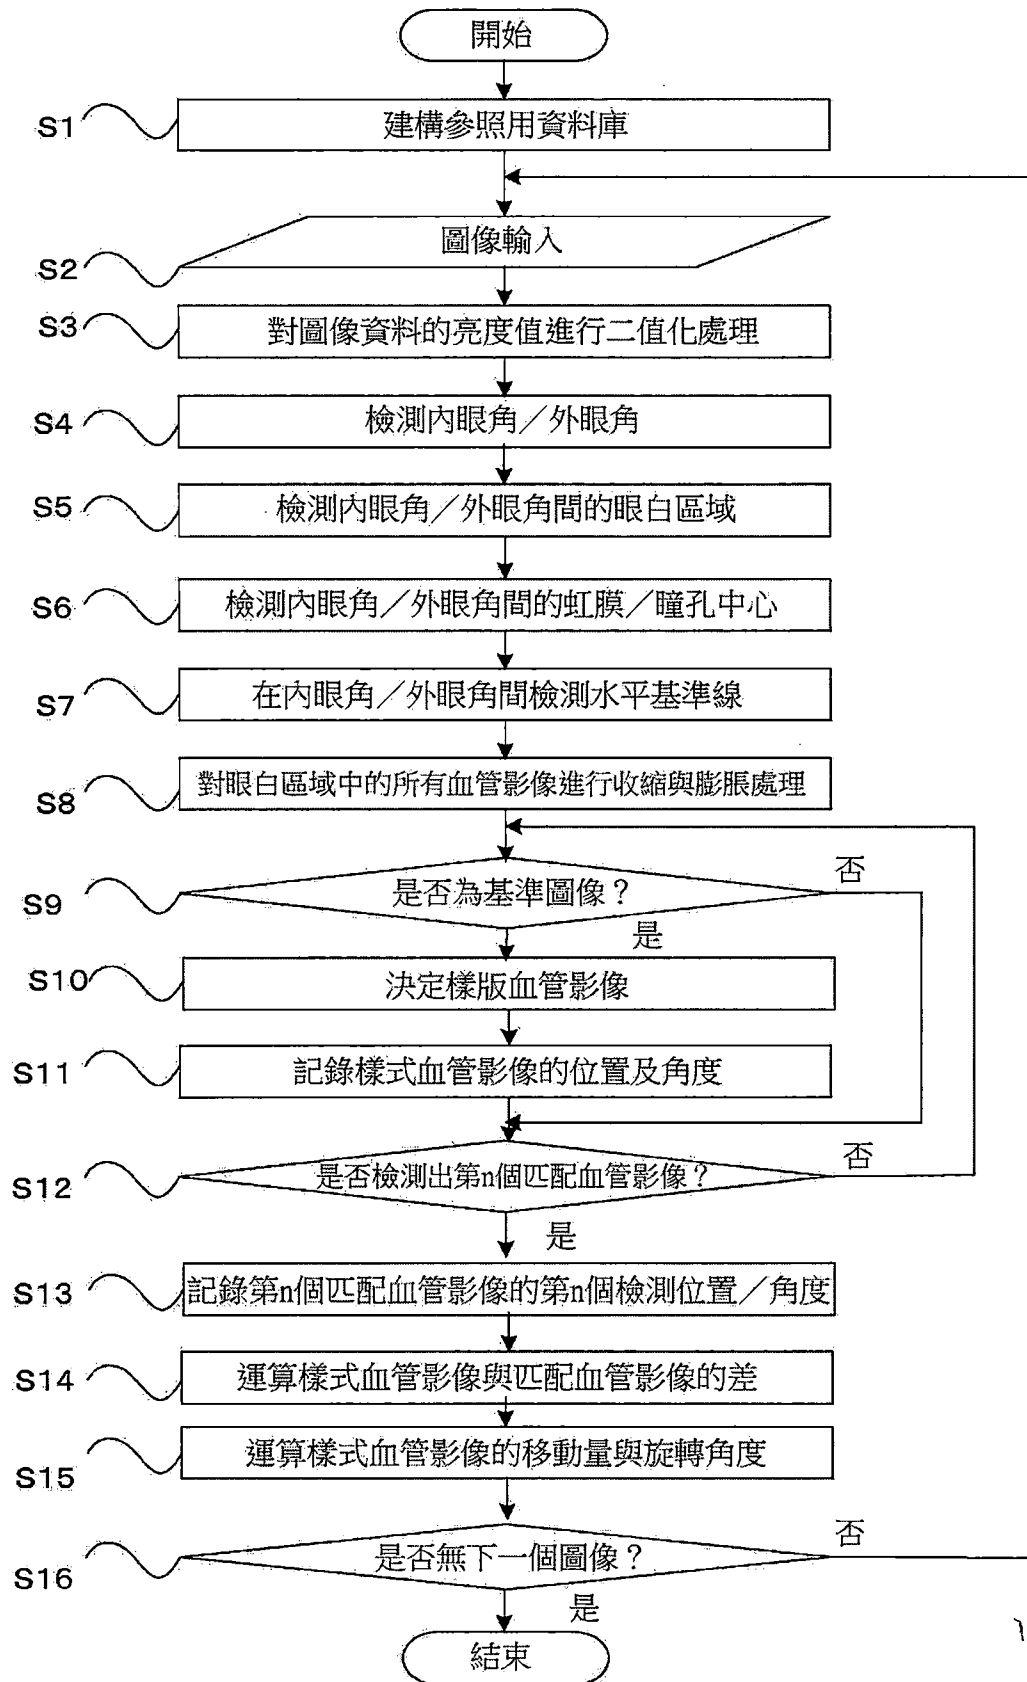 開始
S1
建構參照用資料庫
圖像輸入
S2
S3
對圖像資料的亮度值進行二值化處理
S4
檢測內眼角／外眼角
S5
檢測內眼角／外眼角間的眼白區域
S6
檢測內眼角／外眼角間的虹膜／瞳孔中心
S7
在內眼角／外眼角間檢測水平基準線
S8
對眼白區域中的所有血管影像進行收縮與膨脹處理
S9
是否為基準圖像？
否
是
S10
決定樣版血管影像
S11
記錄樣式血管影像的位置及角度
S12
是否檢測出第n個匹配血管影像？
否
是
S13
記錄第n個匹配血管影像的第n個檢測位置／角度
S14
運算樣式血管影像與匹配血管影像的差
S15
運算樣式血管影像的移動量與旋轉角度
S16
是否無下一個圖像？
否
是
結束